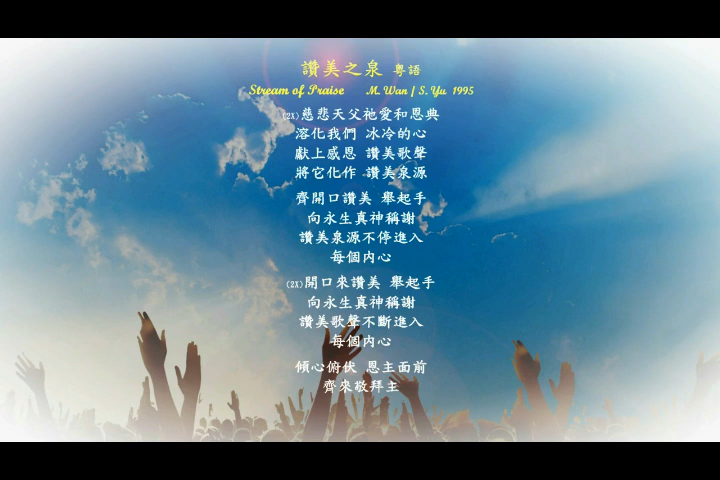 讚美之泉 粵語
Stream of Praise M. Wan / S. Yu 1995
(2X)慈悲天父祂愛和恩典
溶化我們 冰冷的心
獻上感恩 讚美歌聲
將它化作 讚美泉源
齊開口讚美 舉起手
向永生真神稱謝
讚美泉源不停進入
每個內心
(2X)開口來讚美 舉起手
向永生真神稱謝
讚美歌聲不斷進入
每個內心
傾心俯伏 恩主面前
齊來敬拜主